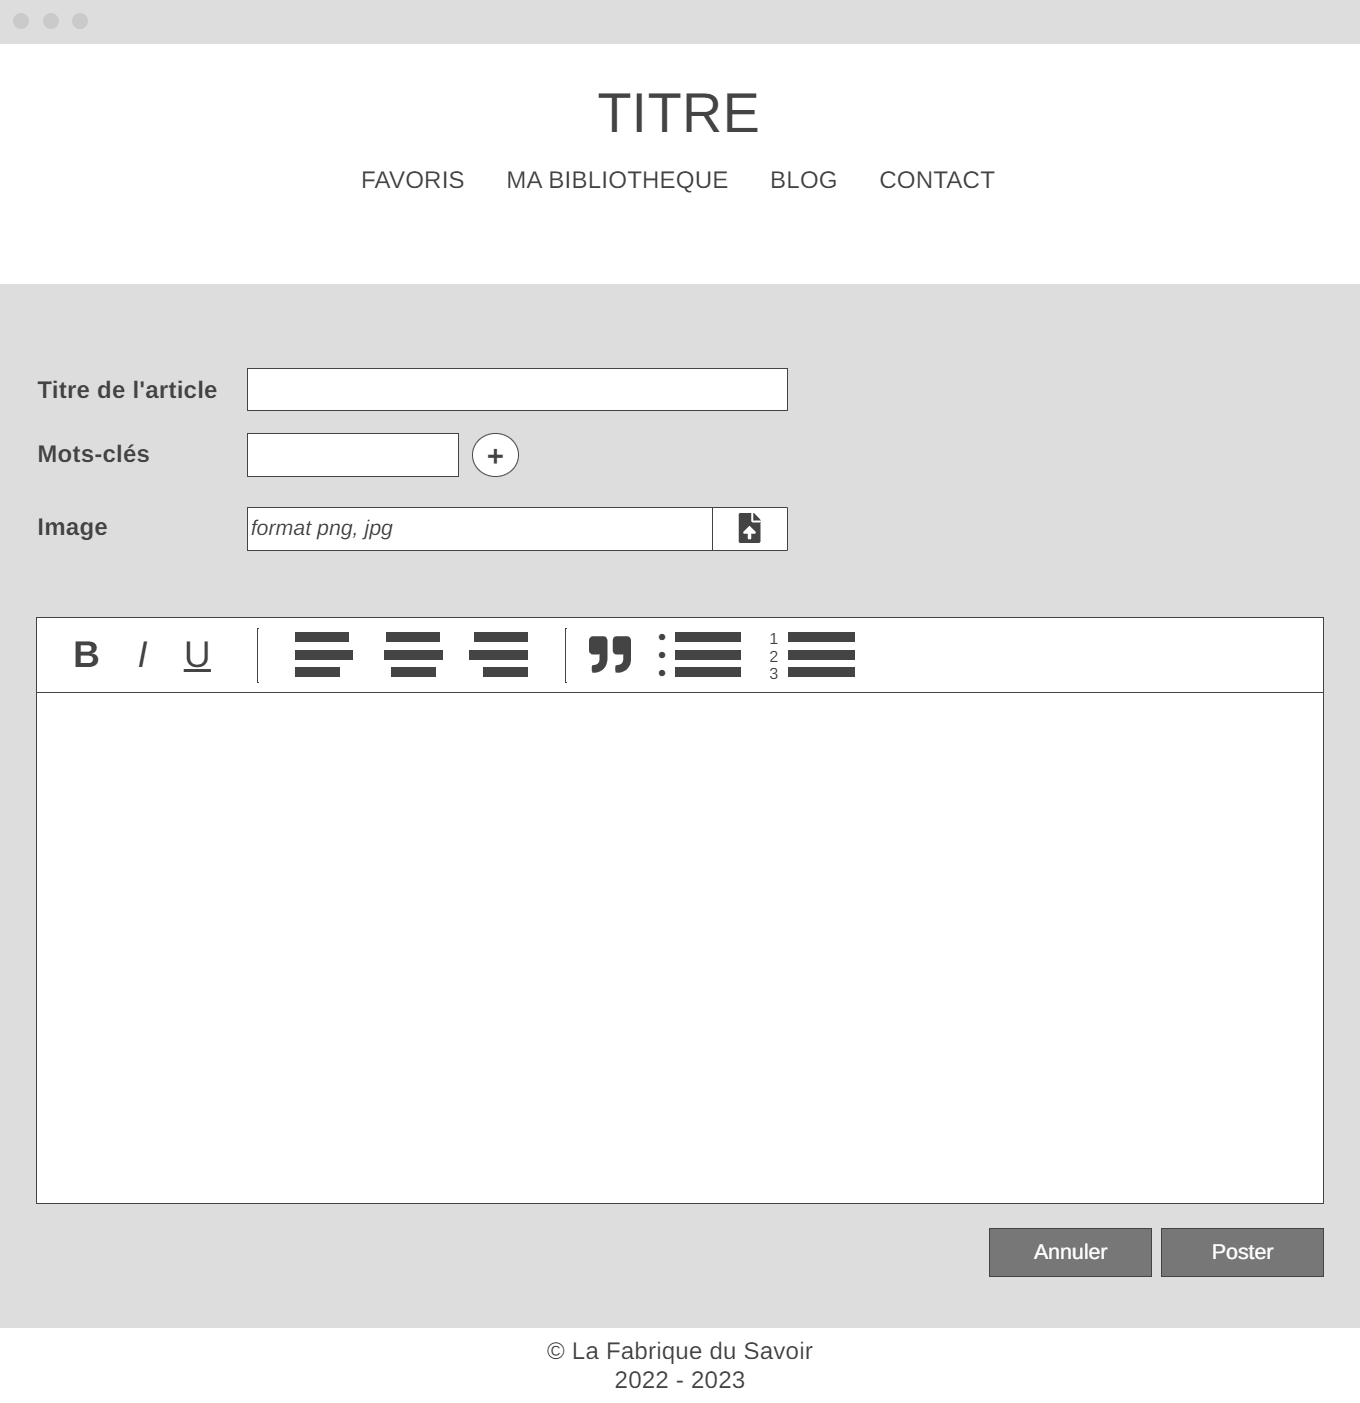 TITRE
FAVORIS MA BIBLIOTHEQUE BLOG CONTACT
Titre de l'article
Mots-clés +
Image format png, jpg
B I U
1
2
3
Annuler Poster
© La Fabrique du Savoir
2022 - 2023